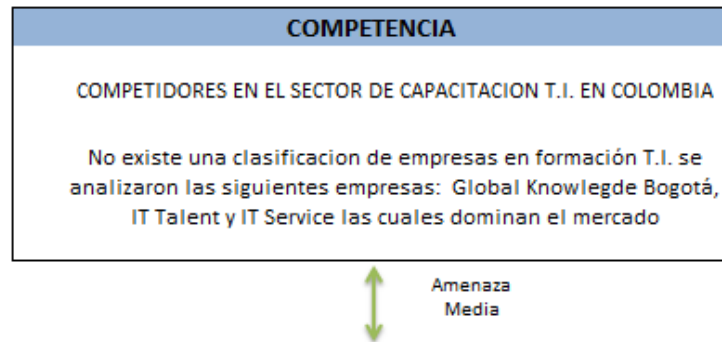 COMPETENCIA
COMPETIDORES EN EL SECTOR DE CAPACITACION T.I. EN COLOMBIA
No existe una clasificacion de empresas en formación T.I. se
analizaron las siguientes empresas: Global Knowlegde Bogotá,
IT Talent y IT Service las cuales dominan el mercado
Amenaza
Media